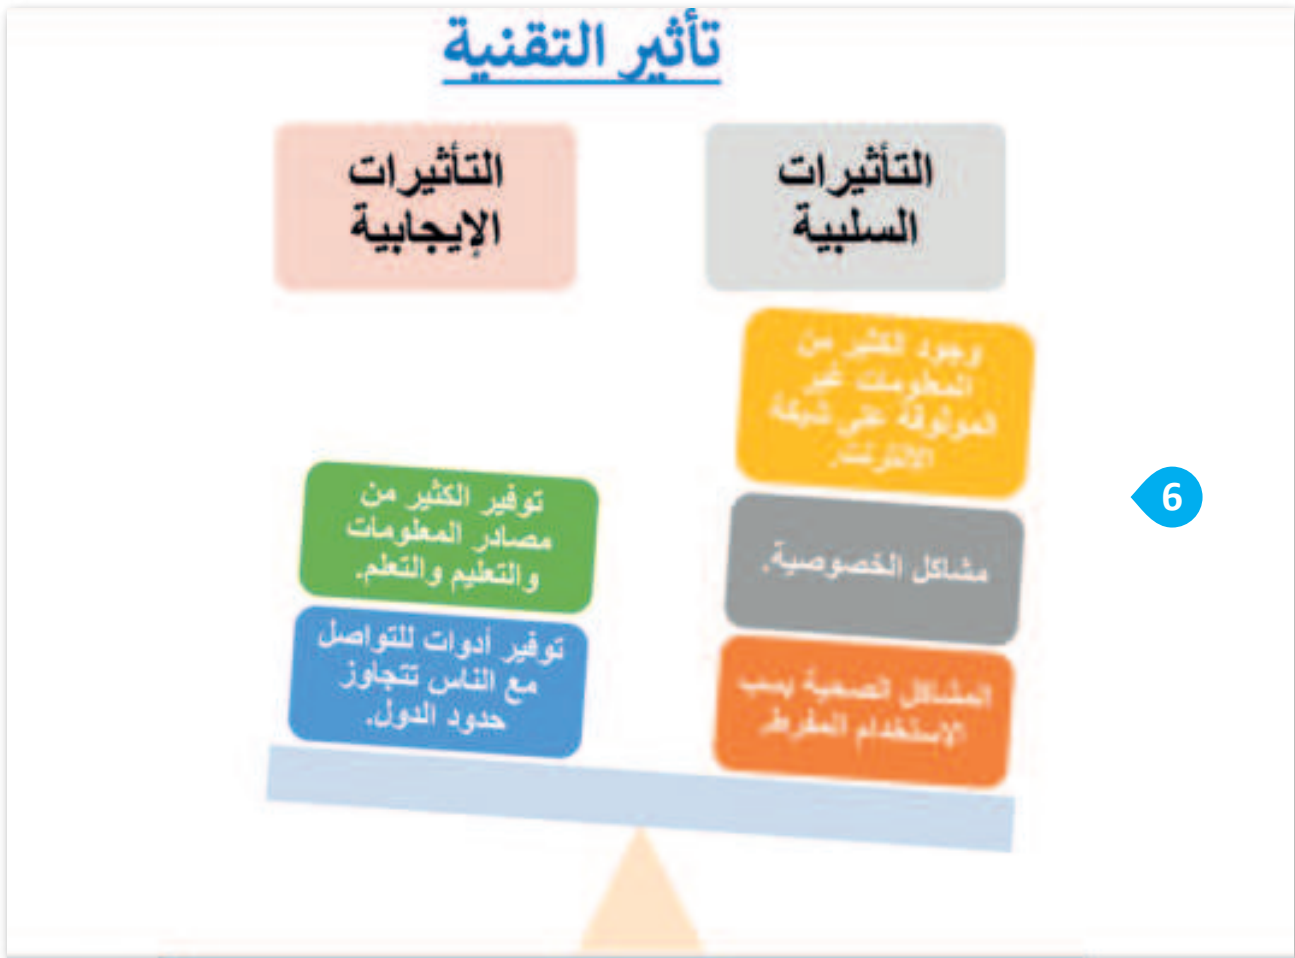 تأثير التقنية
التأثيرات
السلبية
وجود الكثير من
المعلومات غير
الموثوقة على شبكة
الانترنت.
مشاكل الخصوصية.
المشاكل الصحية بسب
الاستخدام المفرط.
التأثيرات
الإيجابية
توفير الكثير من
مصادر المعلومات
والتعليم والتعلم.
توفير أدوات للتواصل
مع الناس تتجاوز
حدود الدول.
6